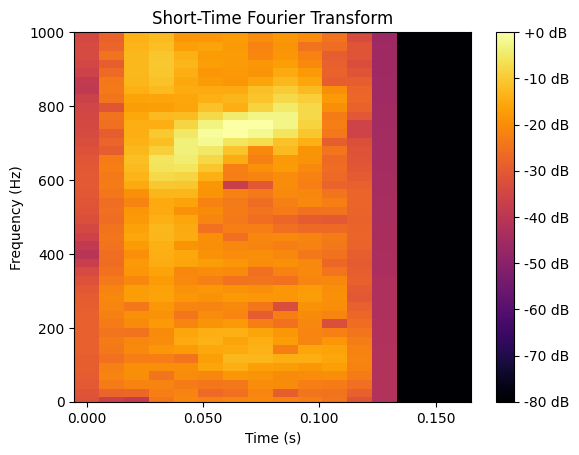 Short-Time Fourier Transform
1000
800
600
400
200
0
Frequency (Hz)
0.000
0.050
0.100
0.150
Time (s)
+0 dB
-10 dB
-20 dB
-30 dB
-40 dB
-50 dB
-60 dB
-70 dB
-80 dB